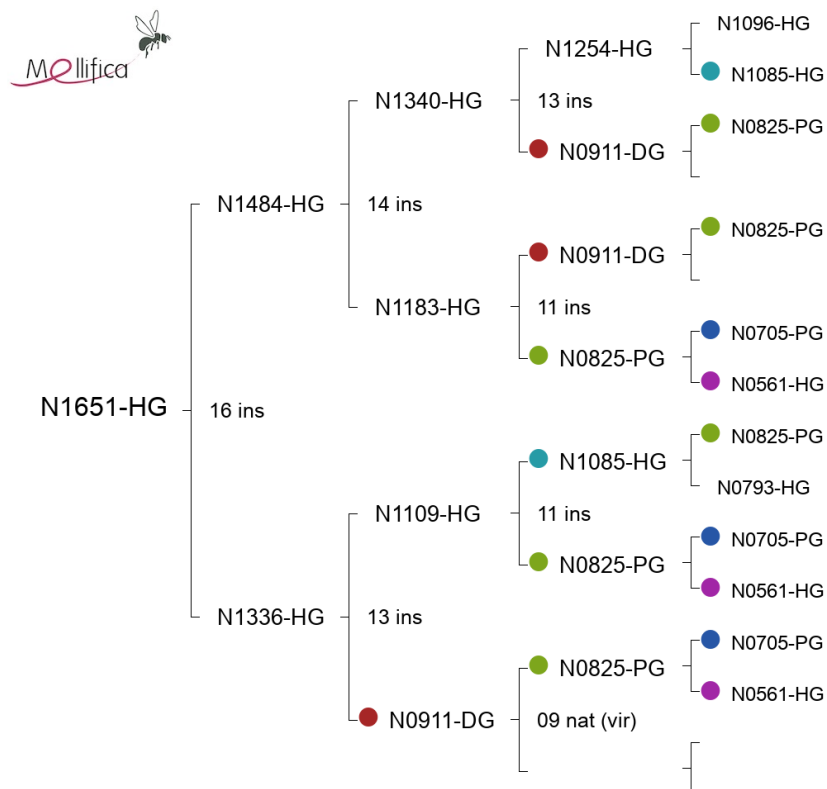 Mellifica
N1096-HG
N1254-HG
N1085-HG
N1340-HG
13 ins
N0825-PG
N0911-DG
N1484-HG
14 ins
N0825-PG
N0911-DG
N1183-HG
11 ins
N0705-PG
N0825-PG
N0561-HG
N1651-HG
16 ins
N0825-PG
N1085-HG
N0793-HG
N1109-HG
11 ins
N0705-PG
N0825-PG
N0561-HG
N1336-HG
13 ins
N0705-PG
N0825-PG
N0561-HG
N0911-DG
09 nat (vir)